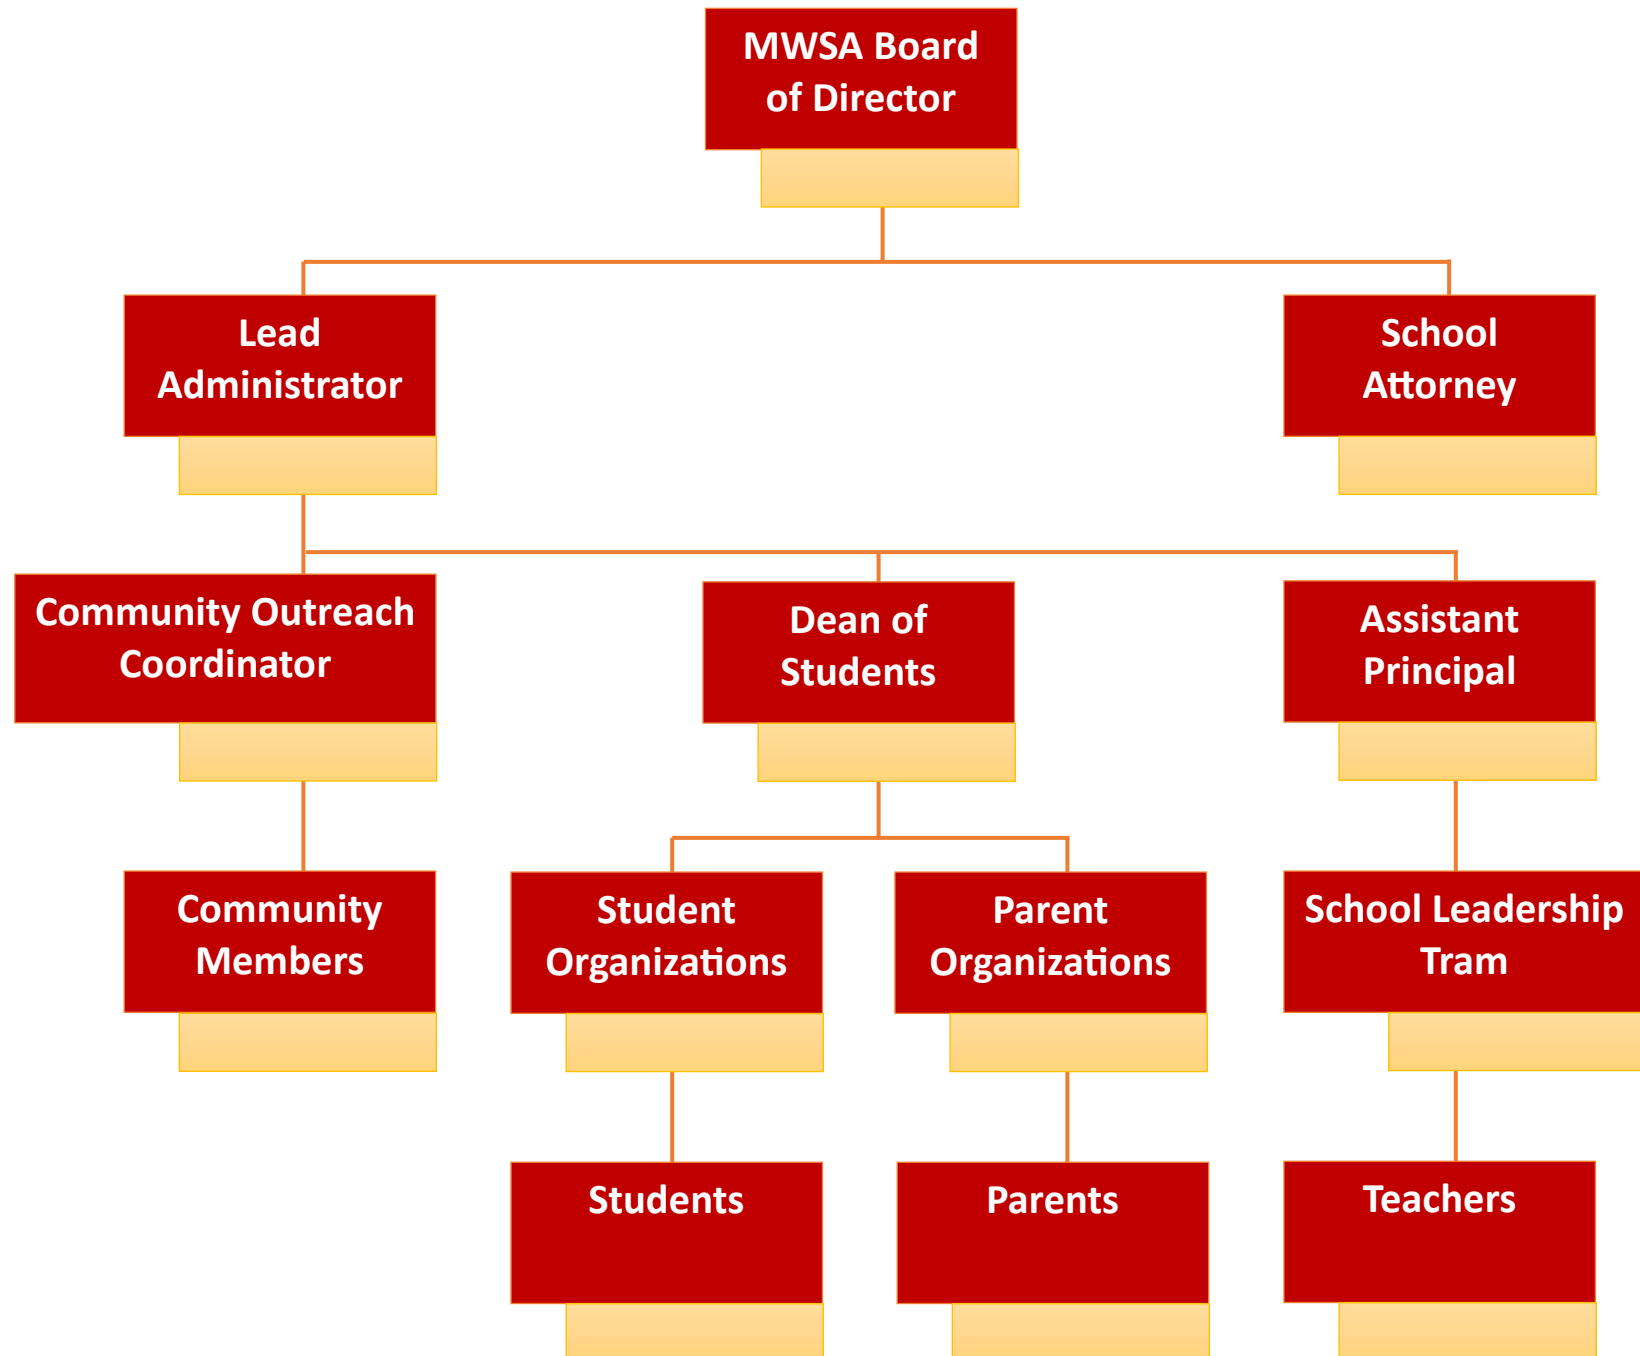 MWSA Board
of Director
Lead
Administrator
School
Attorney
Community Outreach
Coordinator
Dean of
Students
Assistant
Principal
Community
Members
Student
Organizations
Parent
Organizations
School Leadership
Tram
Students
Parents
Teachers